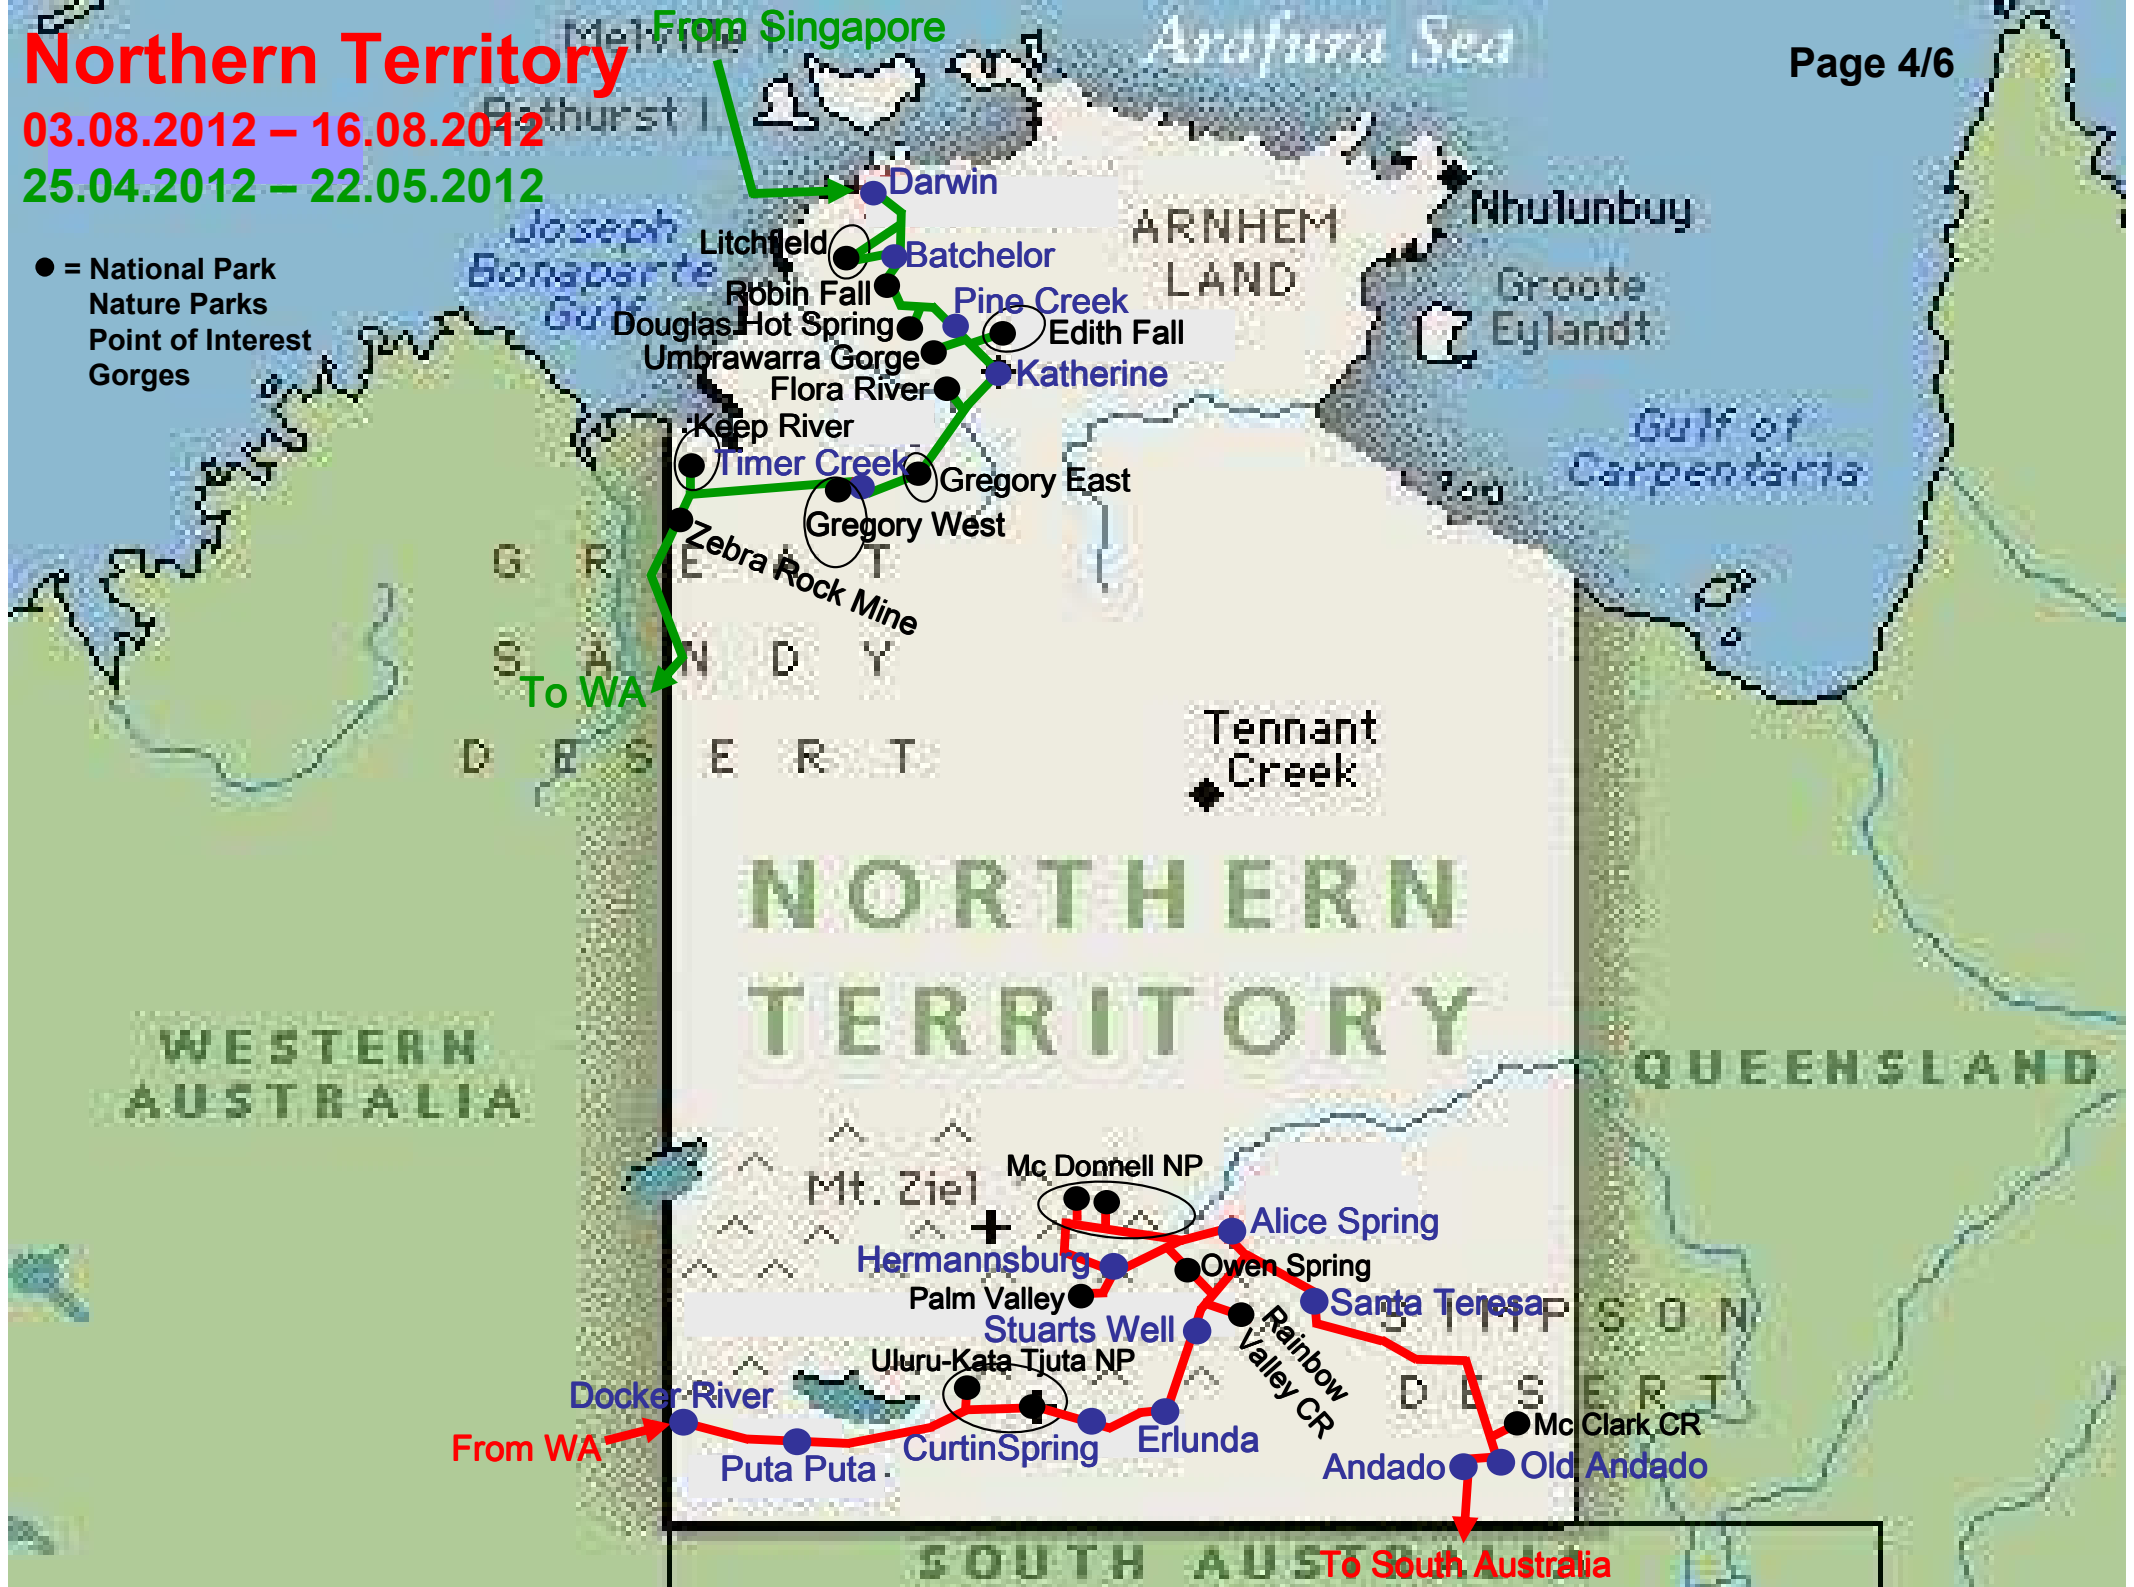 From Singapore
Melville
Arafura Sea
Northern Territory
Page 4/6
Bathurst I.
03.08.2012 – 16.08.2012
25.04.2012 – 22.05.2012
Darwin
Nhulunbuy
Joseph
Bonaparte
Gulf
ARNHEM
LAND
Litchfield
Batchelor
● = National Park
Nature Parks
Point of Interest
Gorges
Robin Fall
Pine Creek
Groote
Eylandt
Douglas Hot Spring
Edith Fall
Umbrawarra Gorge
Katherine
Flora River
Keep River
Gulf of
Carpentaria
Timer Creek
Gregory East
Gregory West
Zebra Rock Mine
GREAT
SANDY
DESERT
To WA
Tennant
Creek
NORTHERN
TERRITORY
WESTERN
AUSTRALIA
QUEENSLAND
Mc Donnell NP
Mt. Ziel
Alice Spring
Hermannsburg
Owen Spring
Palm Valley
Santa Teresa
SIMPSON
DESERT
Stuarts Well
Rainbow
Valley CR
Uluru-Kata Tjuta NP
Docker River
From WA
Puta Puta
CurtinSpring
Erlunda
Mc Clark CR
Andado
Old Andado
SOUTH AUSTRALIA
To South Australia